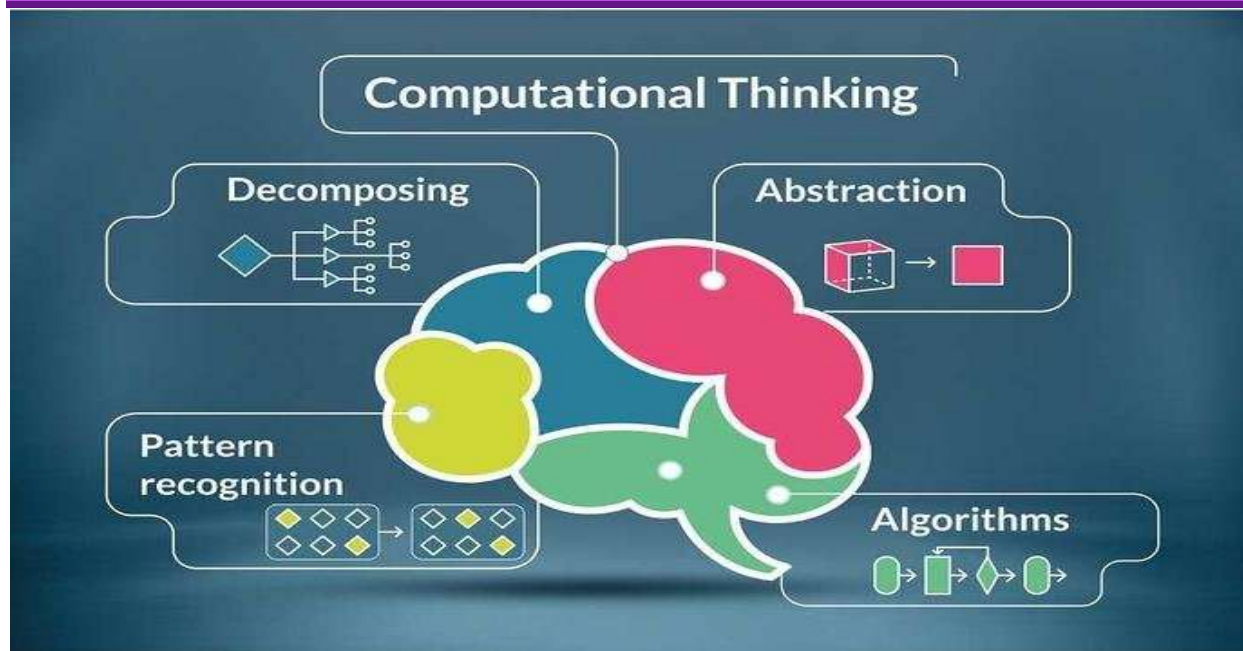 Computational Thinking
Decomposing
Abstraction
Pattern
recognition
Algorithms